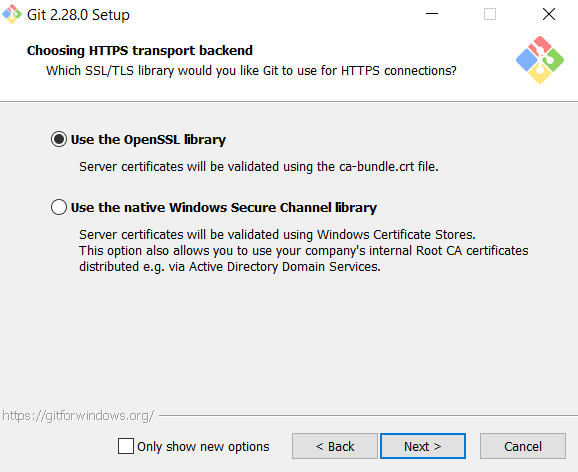 Git 2.28.0 Setup
Choosing HTTPS transport backend
Which SSL/TLS library would you like Git to use for HTTPS connections?
Use the OpenSSL library
Server certificates will be validated using the ca-bundle.crt file.
Use the native Windows Secure Channel library
Server certificates will be validated using Windows Certificate Stores.
This option also allows you to use your company's internal Root CA certificates
distributed e.g. via Active Directory Domain Services.
https://gitforwindows.org/
Only show new options
< Back
Next >
Cancel